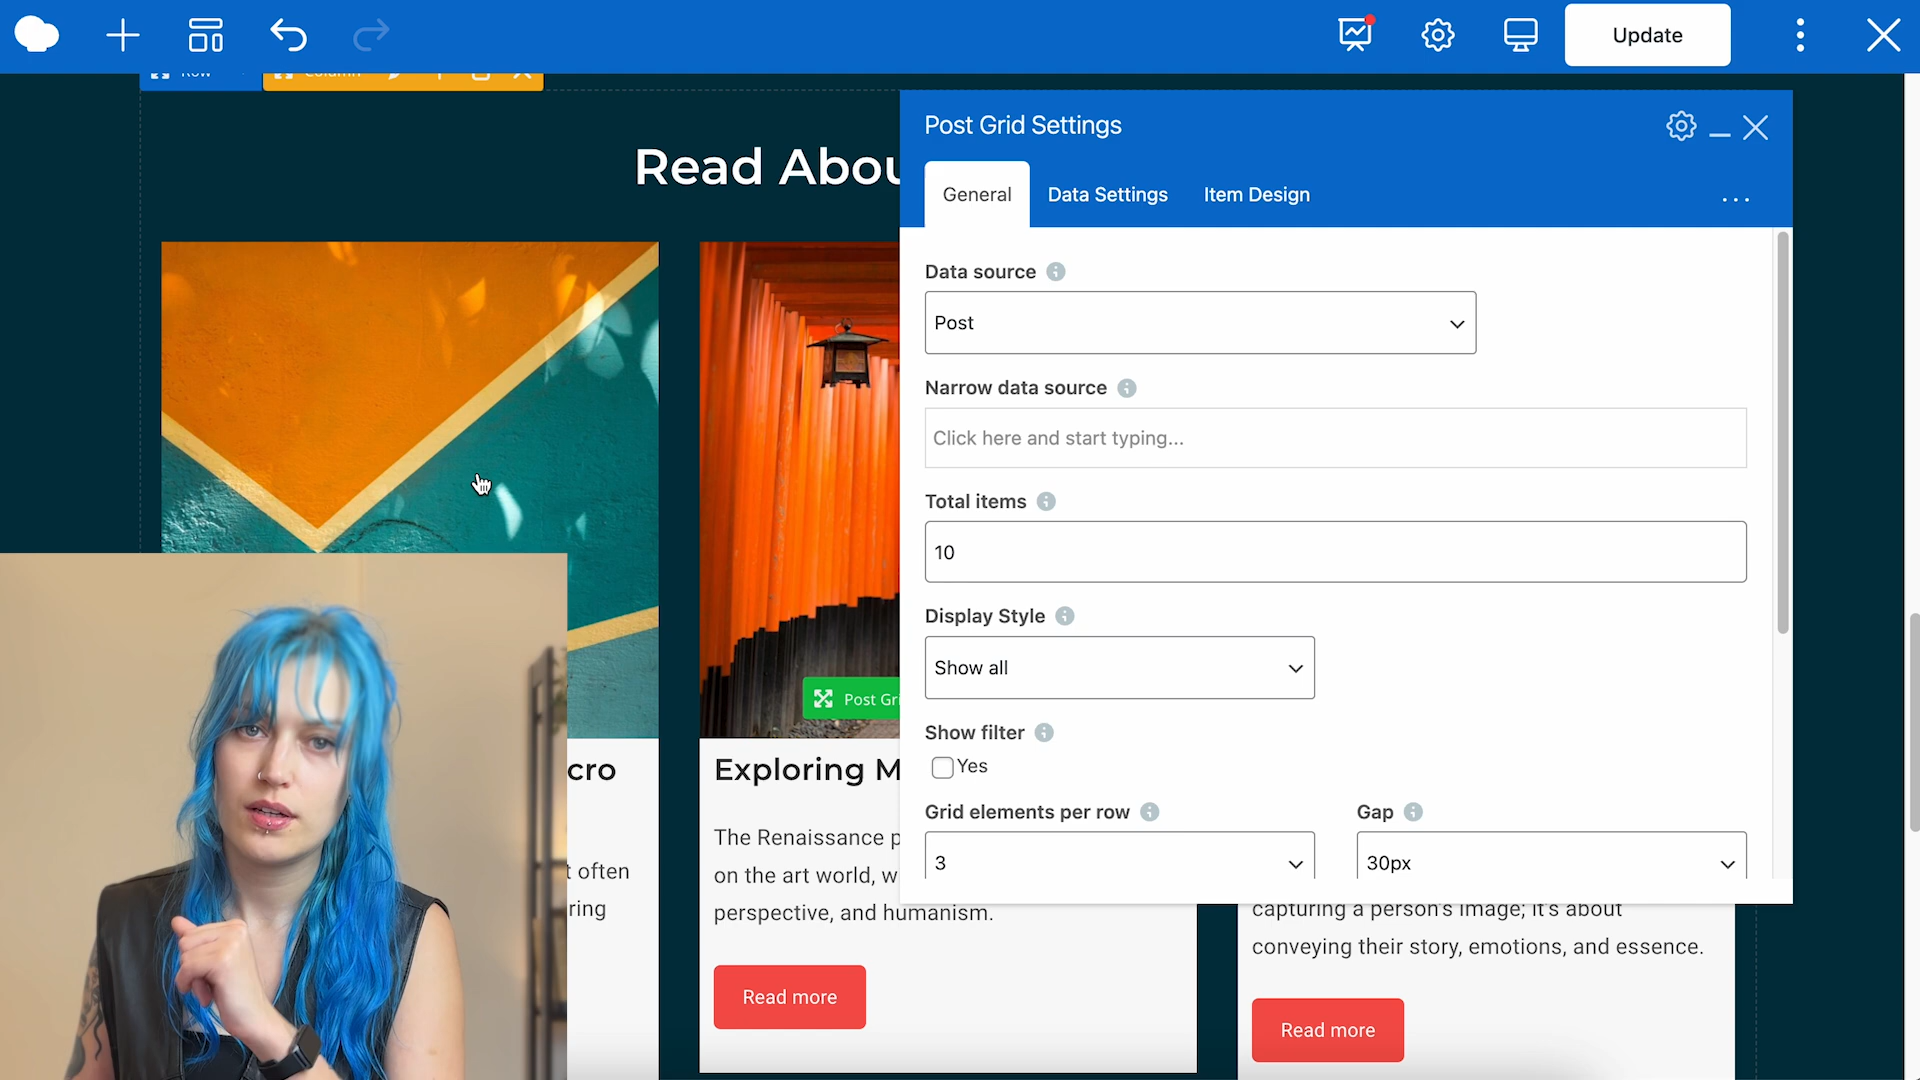 Update
Row
Column
Read Abou
Post Grid Settings
General
Data Settings
Item Design
Data source
Post
Narrow data source
Click here and start typing...
Total items
10
Display Style
Show all
Show filter
Yes
Grid elements per row
3
Gap
30px
Post Gri
cro
t often
ring
Exploring M
The Renaissance p
on the art world, w
perspective, and humanism.
Read more
capturing a person's image; it's about
conveying their story, emotions, and essence.
Read more